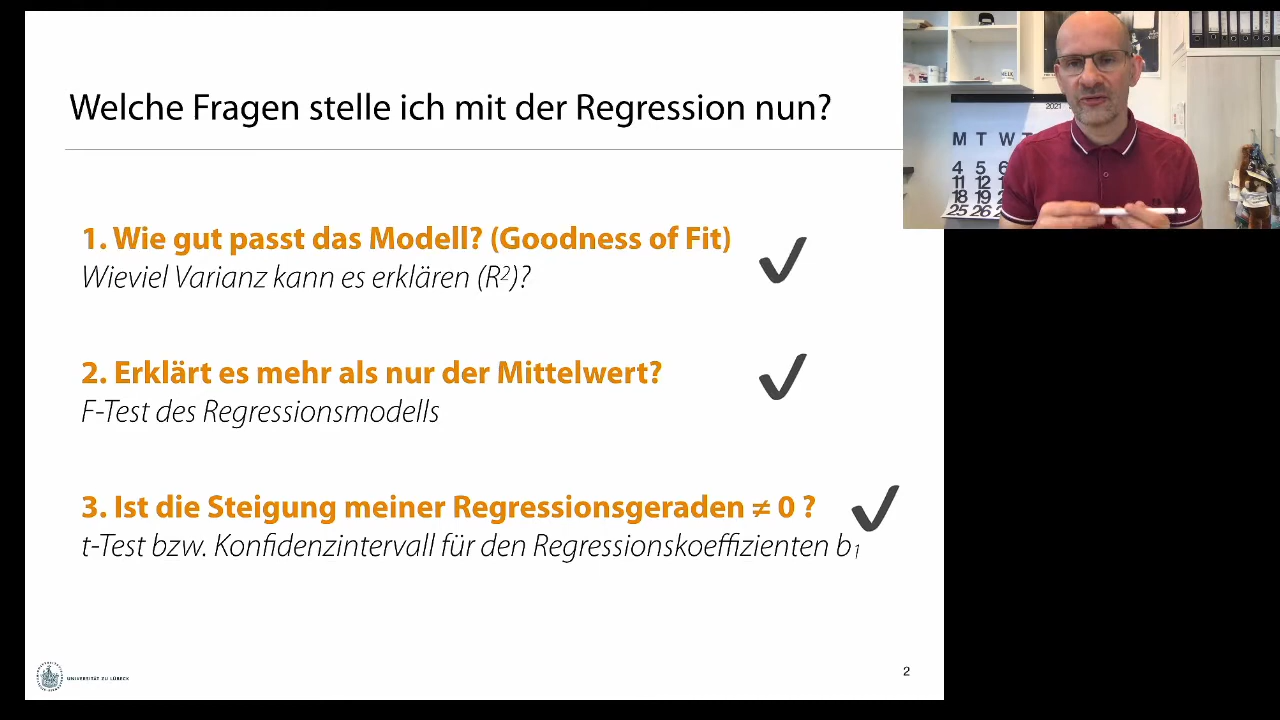 Welche Fragen stelle ich mit der Regression nun?
1. Wie gut passt das Modell? (Goodness of Fit)
Wieviel Varianz kann es erklären (R²)?
2. Erklärt es mehr als nur der Mittelwert?
F-Test des Regressionsmodells
3. Ist die Steigung meiner Regressionsgeraden ≠ 0 ?
t-Test bzw. Konfidenzintervall für den Regressionskoeffizienten b₁
UNIVERSITÄT ZU LÜBECK
2
2021
M T W T
4 5 6
11 12
18 19
25 26